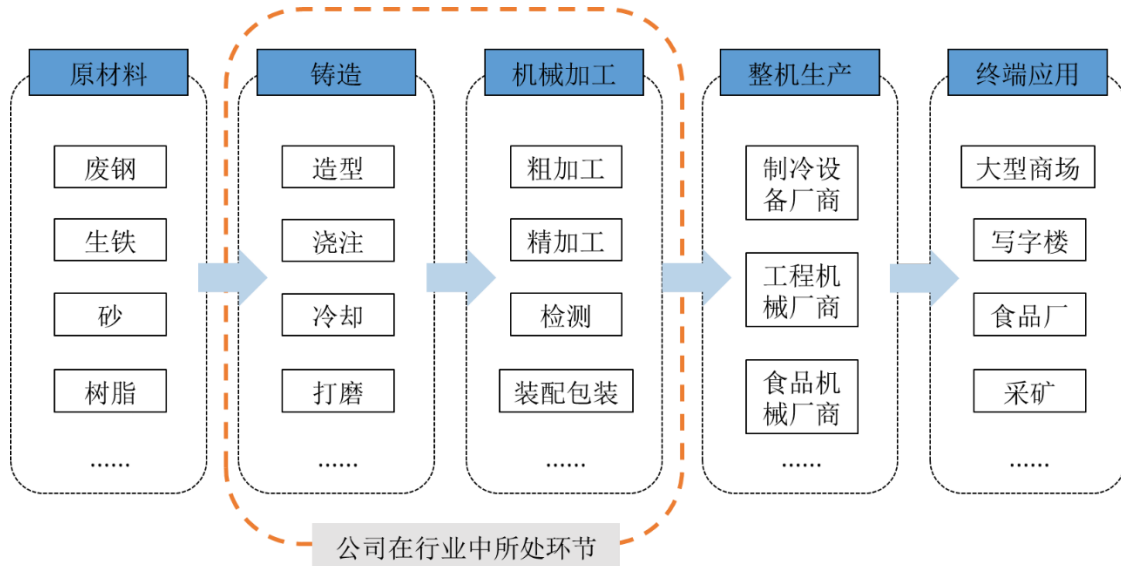 原材料
废钢
生铁
砂
树脂
......
铸造
造型
浇注
冷却
打磨
......
机械加工
粗加工
精加工
检测
装配包装
......
整机生产
制冷设
备厂商
工程机
械厂商
食品机
械厂商
......
终端应用
大型商场
写字楼
食品厂
采矿
......
公司在行业中所处环节